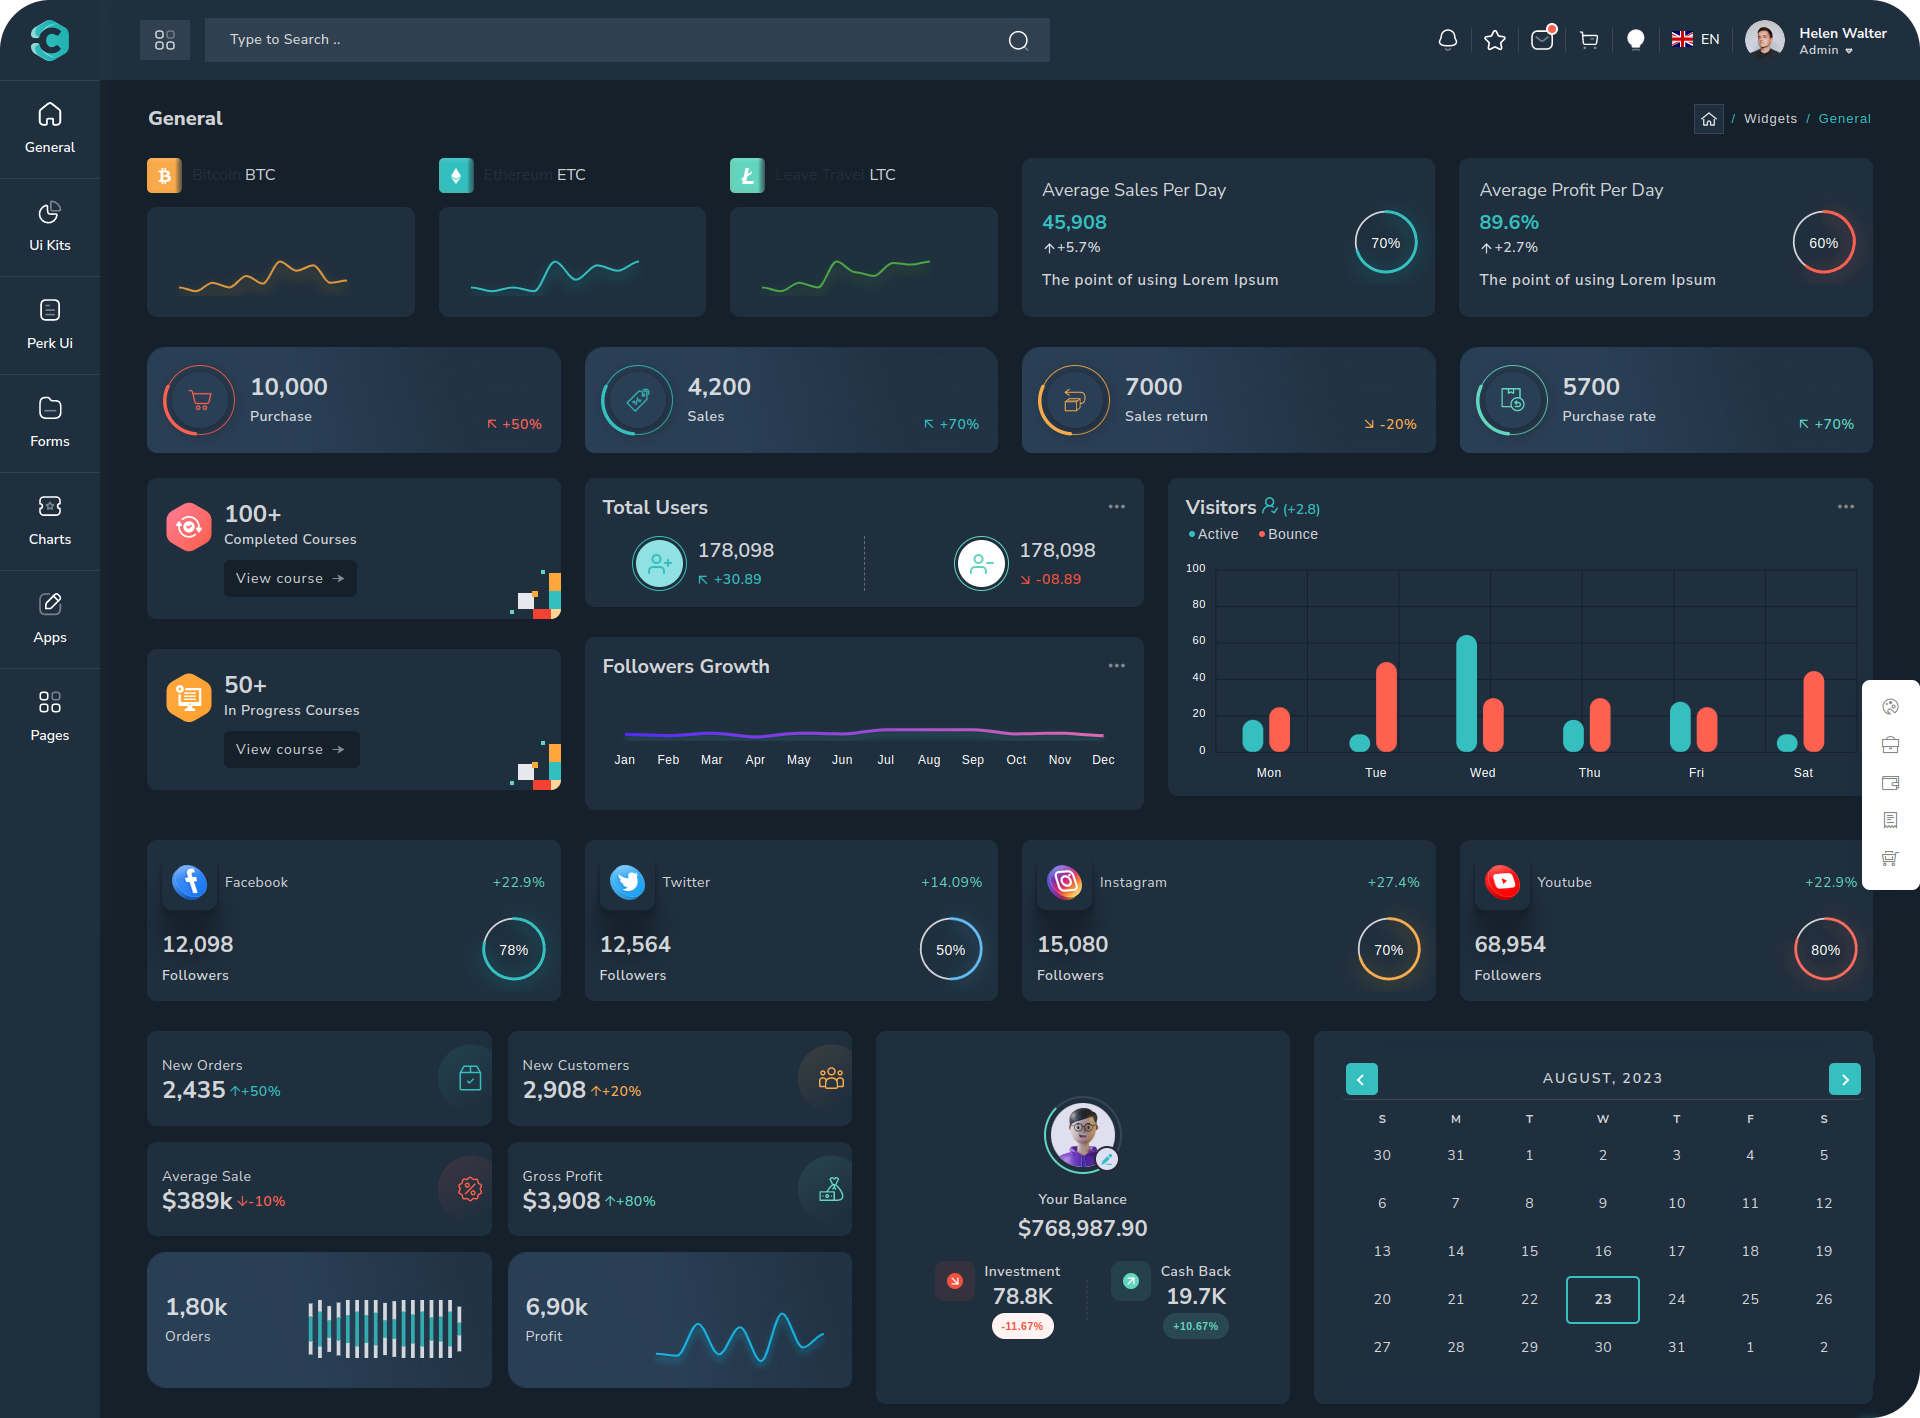 Type to Search ..
EN
Helen Walter
Admin
General
Ui Kits
Perk Ui
Forms
Charts
Apps
Pages
General
/ Widgets / General
Bitcoin BTC
Ethereum ETC
Leave Travel LTC
Average Sales Per Day
45,908
+5.7%
The point of using Lorem Ipsum
70%
Average Profit Per Day
89.6%
+2.7%
The point of using Lorem Ipsum
60%
10,000
Purchase
+50%
4,200
Sales
+70%
7000
Sales return
-20%
5700
Purchase rate
+70%
100+
Completed Courses
View course
50+
In Progress Courses
View course
Total Users
178,098
+30.89
178,098
-08.89
Followers Growth
Jan Feb Mar Apr May Jun Jul Aug Sep Oct Nov Dec
Visitors (+2.8)
Active Bounce
100
80
60
40
20
0
Mon Tue Wed Thu Fri Sat
Facebook
+22.9%
12,098
Followers
78%
Twitter
+14.09%
12,564
Followers
50%
Instagram
+27.4%
15,080
Followers
70%
Youtube
+22.9%
68,954
Followers
80%
New Orders
2,435 +50%
New Customers
2,908 +20%
Average Sale
$389k -10%
Gross Profit
$3,908 +80%
1,80k
Orders
6,90k
Profit
Your Balance
$768,987.90
Investment
78.8K
-11.67%
Cash Back
19.7K
+10.67%
AUGUST, 2023
S M T W T F S
30 31 1 2 3 4 5
6 7 8 9 10 11 12
13 14 15 16 17 18 19
20 21 22 23 24 25 26
27 28 29 30 31 1 2